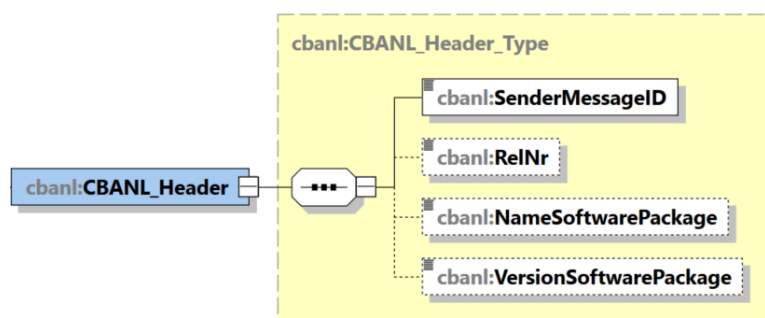 cbanl:CBANL_Header_Type
cbanl:SenderMessageID
cbanl:RelNr
cbanl:CBANL_Header
cbanl:NameSoftwarePackage
cbanl:VersionSoftwarePackage